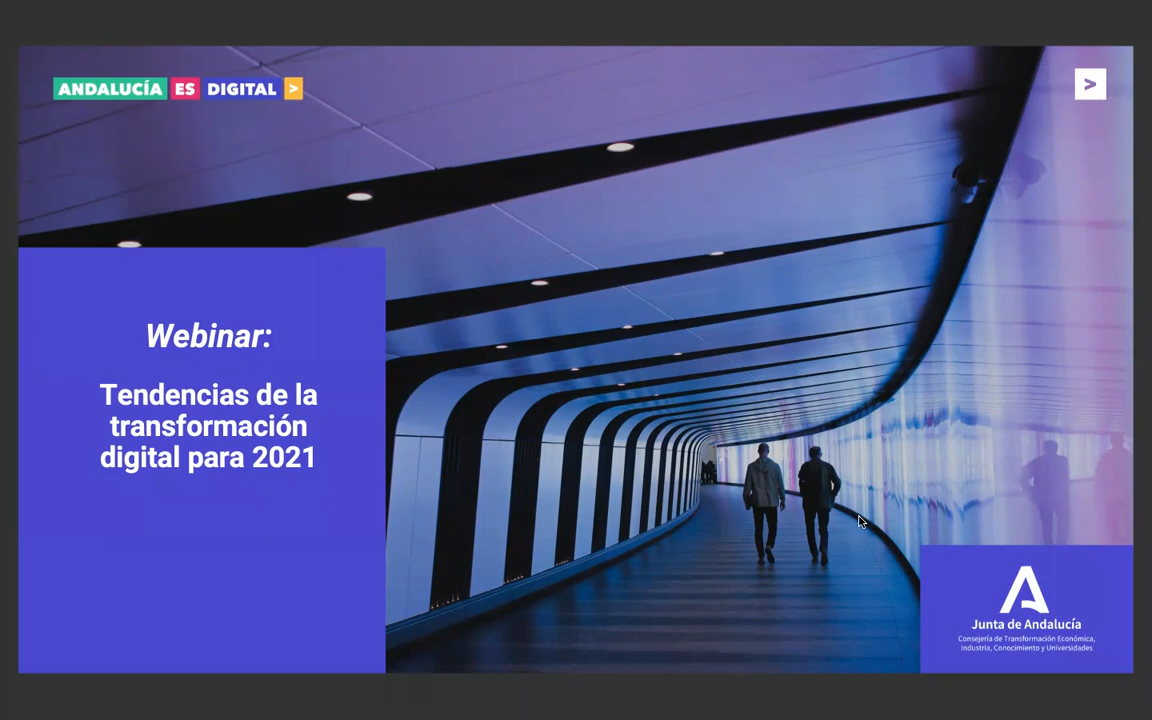 ANDALUCÍA ES DIGITAL >
>
Webinar:
Tendencias de la
transformación
digital para 2021
Junta de Andalucía
Consejería de Transformación Económica,
Industria, Conocimiento y Universidades